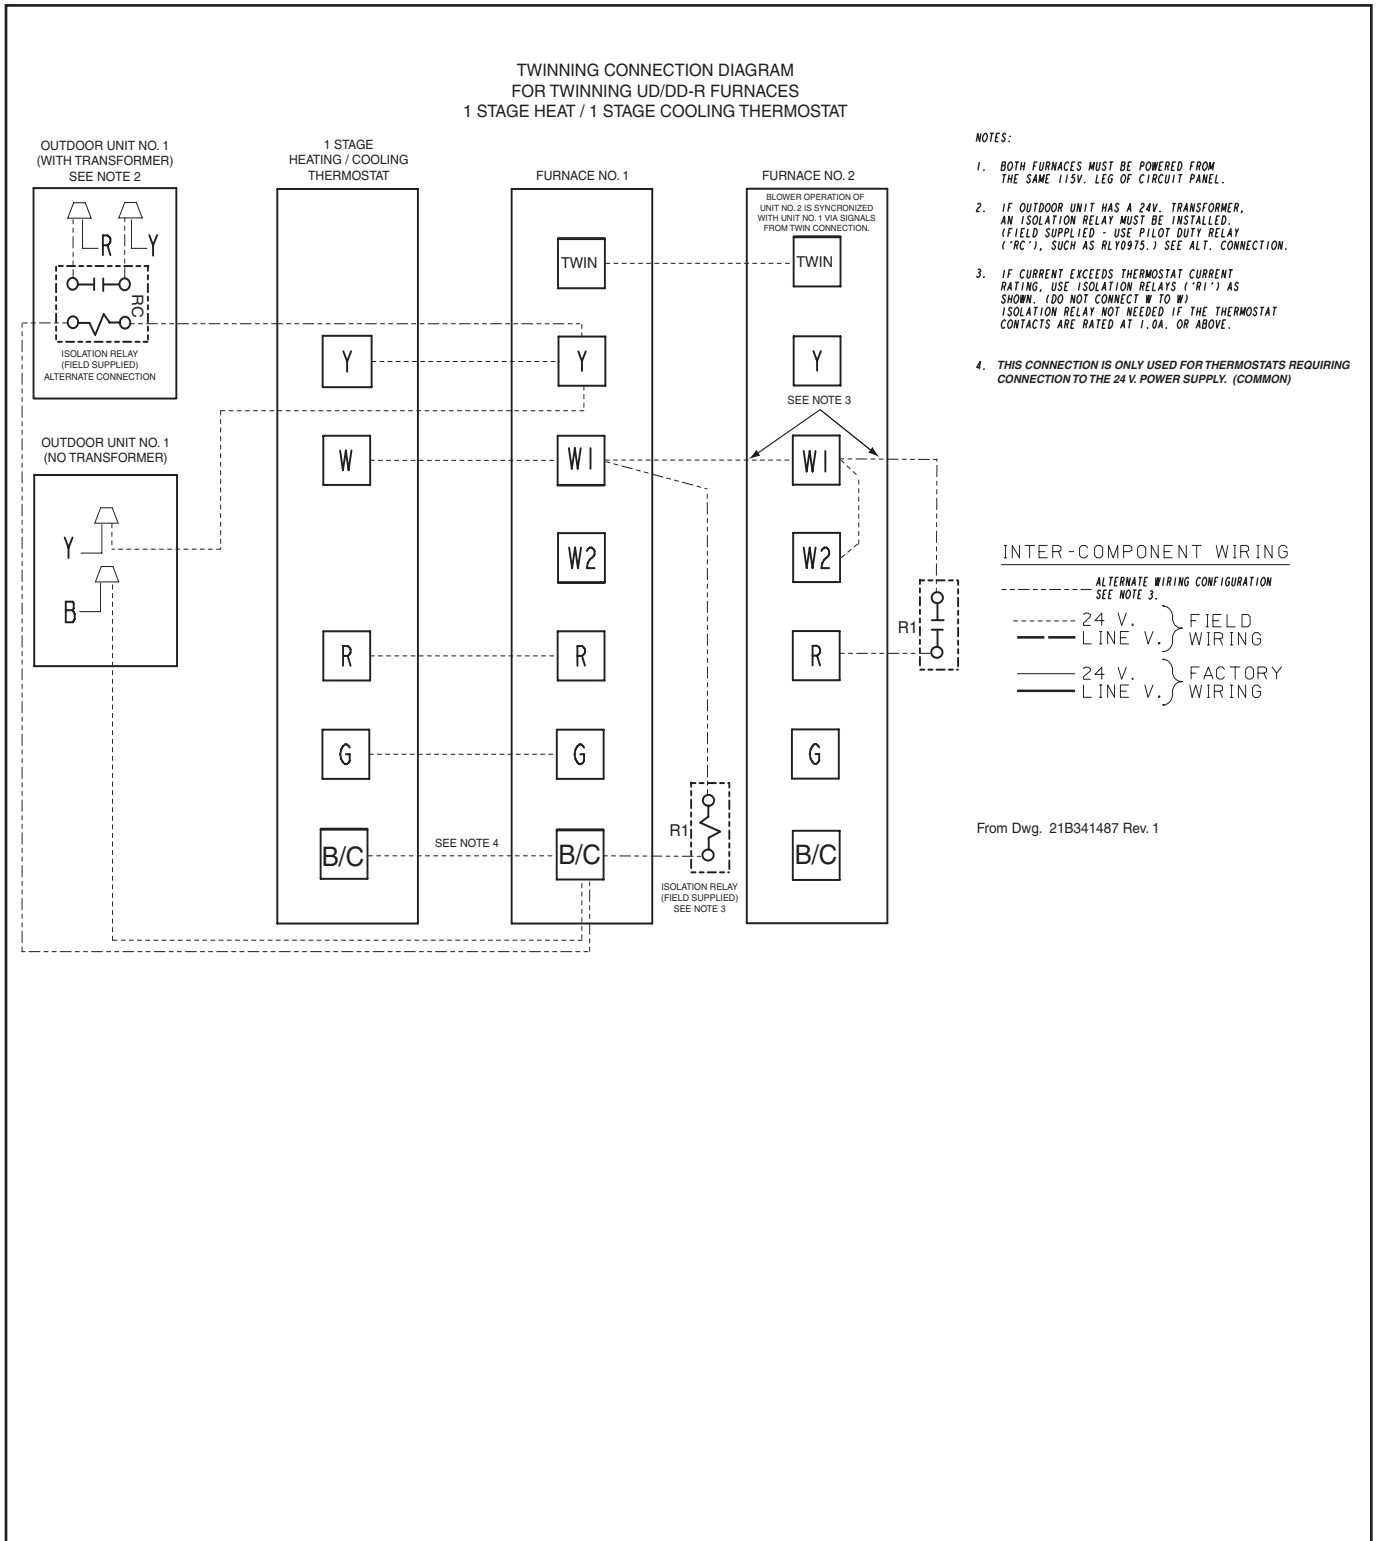 TWINNING CONNECTION DIAGRAM
FOR TWINNING UD/DD-R FURNACES
1 STAGE HEAT / 1 STAGE COOLING THERMOSTAT
OUTDOOR UNIT NO. 1
(WITH TRANSFORMER)
SEE NOTE 2
R Y
RC
ISOLATION RELAY
(FIELD SUPPLIED)
ALTERNATE CONNECTION
OUTDOOR UNIT NO. 1
(NO TRANSFORMER)
Y
B
1 STAGE
HEATING / COOLING
THERMOSTAT
Y
W
R
G
B/C
SEE NOTE 4
FURNACE NO. 1
TWIN
Y
W1
W2
R
G
B/C
R1
ISOLATION RELAY
(FIELD SUPPLIED)
SEE NOTE 3
FURNACE NO. 2
BLOWER OPERATION OF
UNIT NO. 2 IS SYNCRONIZED
WITH UNIT NO. 1 VIA SIGNALS
FROM TWIN CONNECTION.
TWIN
Y
SEE NOTE 3
W1
W2
R
G
B/C
R1
NOTES:
1. BOTH FURNACES MUST BE POWERED FROM
THE SAME 115V. LEG OF CIRCUIT PANEL.
2. IF OUTDOOR UNIT HAS A 24V. TRANSFORMER,
AN ISOLATION RELAY MUST BE INSTALLED.
(FIELD SUPPLIED - USE PILOT DUTY RELAY
('RC'), SUCH AS RLY0975.) SEE ALT. CONNECTION.
3. IF CURRENT EXCEEDS THERMOSTAT CURRENT
RATING, USE ISOLATION RELAYS ('R1') AS
SHOWN. (DO NOT CONNECT W TO W)
ISOLATION RELAY NOT NEEDED IF THE THERMOSTAT
CONTACTS ARE RATED AT 1.0A. OR ABOVE.
4. THIS CONNECTION IS ONLY USED FOR THERMOSTATS REQUIRING
CONNECTION TO THE 24 V. POWER SUPPLY. (COMMON)
INTER-COMPONENT WIRING
ALTERNATE WIRING CONFIGURATION
SEE NOTE 3.
24 V. FIELD
LINE V. WIRING
24 V. FACTORY
LINE V. WIRING
From Dwg. 21B341487 Rev. 1